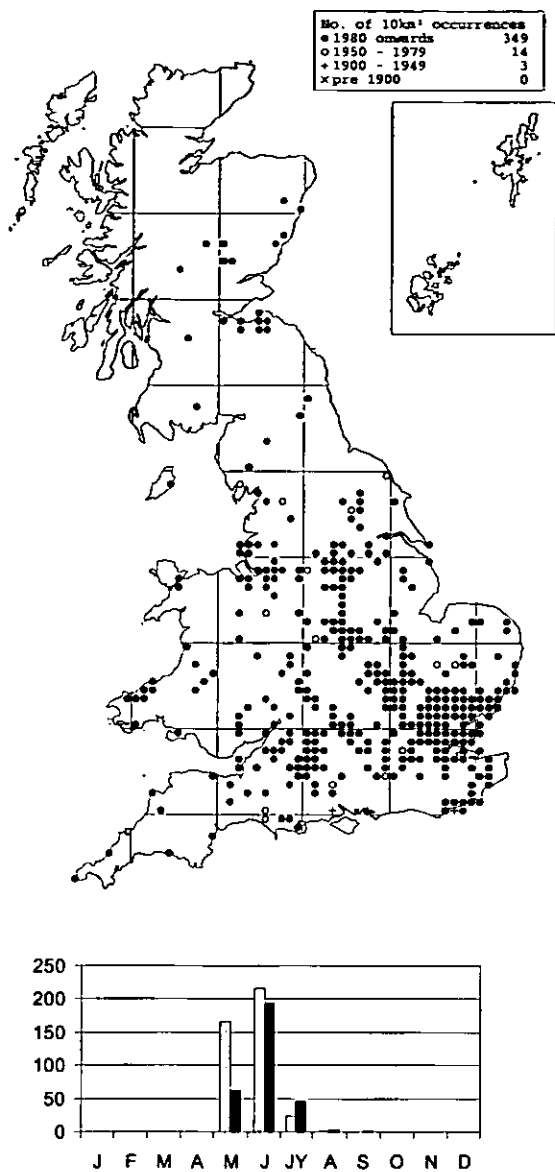 No. of 10km² occurrences
● 1980 onwards 349
○ 1950 - 1979 14
+ 1900 - 1949 3
× pre 1900 0
250
200
150
100
50
0
J F M A M J JY A S O N D